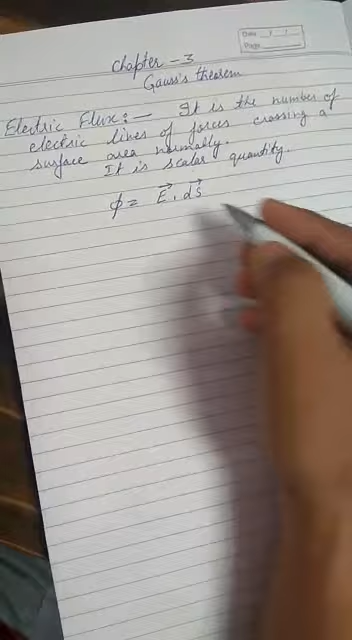 Date / /
Page
Chapter - 3
Gauss's theorem
Electric Flux:- It is the number of
electric lines of forces crossing a
surface area normally.
It is scalar quantity.
ϕ = E⃗ . ds⃗